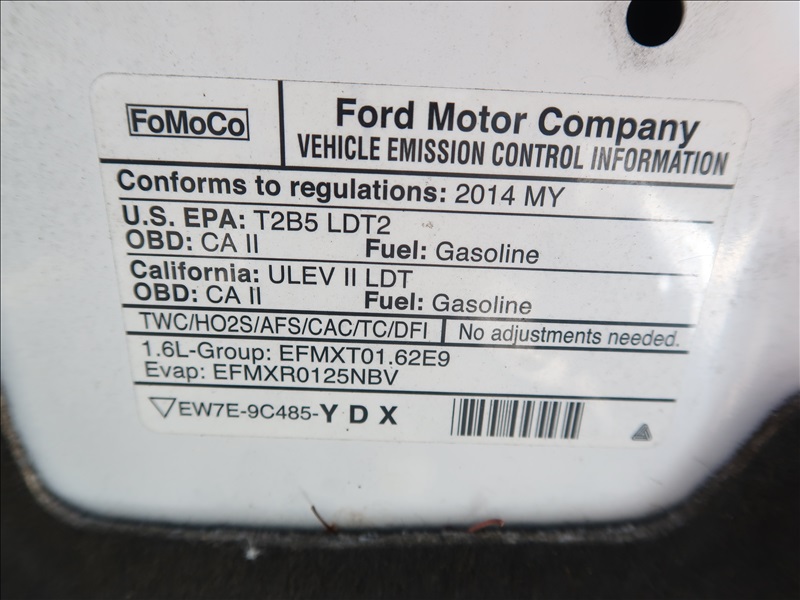 FoMoCo
Ford Motor Company
VEHICLE EMISSION CONTROL INFORMATION
Conforms to regulations: 2014 MY
U.S. EPA: T2B5 LDT2
OBD: CA II Fuel: Gasoline
California: ULEV II LDT
OBD: CA II Fuel: Gasoline
TWC/HO2S/AFS/CAC/TC/DFI No adjustments needed.
1.6L-Group: EFMXT01.62E9
Evap: EFMXR0125NBV
EW7E-9C485-Y D X